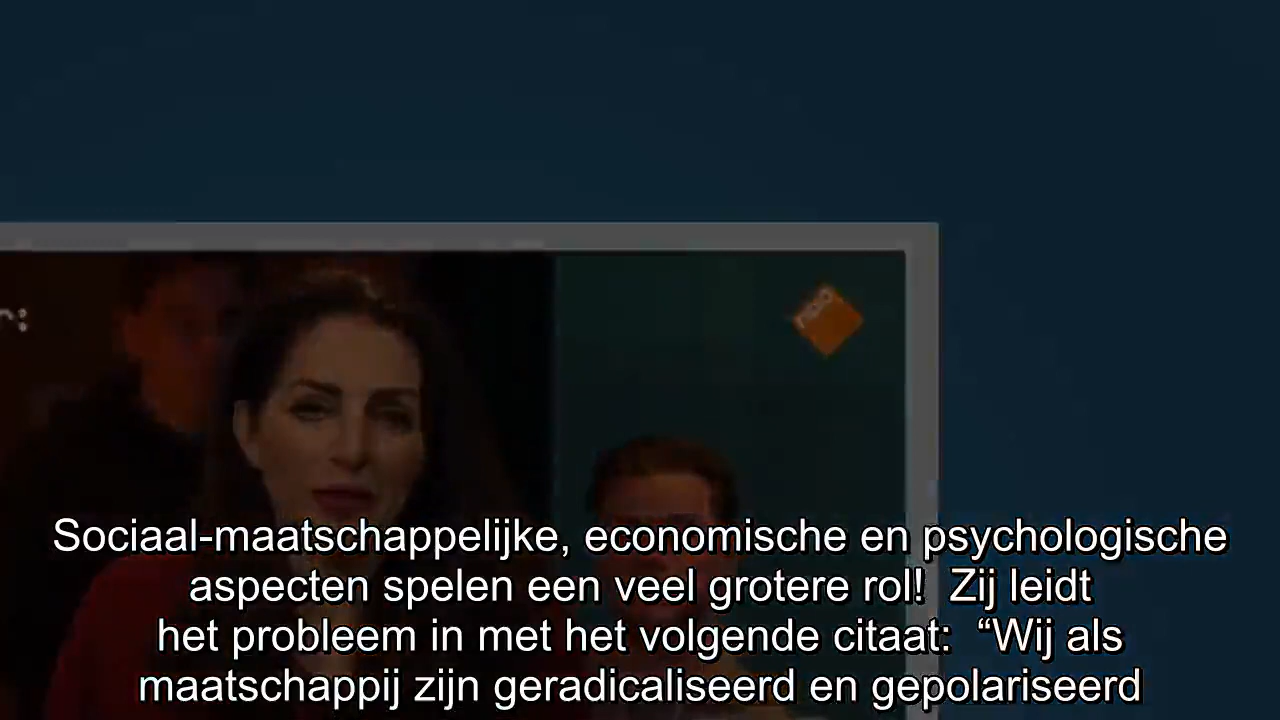 npo
r:
Sociaal-maatschappelijke, economische en psychologische
aspecten spelen een veel grotere rol!  Zij leidt
het probleem in met het volgende citaat:  “Wij als
maatschappij zijn geradicaliseerd en gepolariseerd